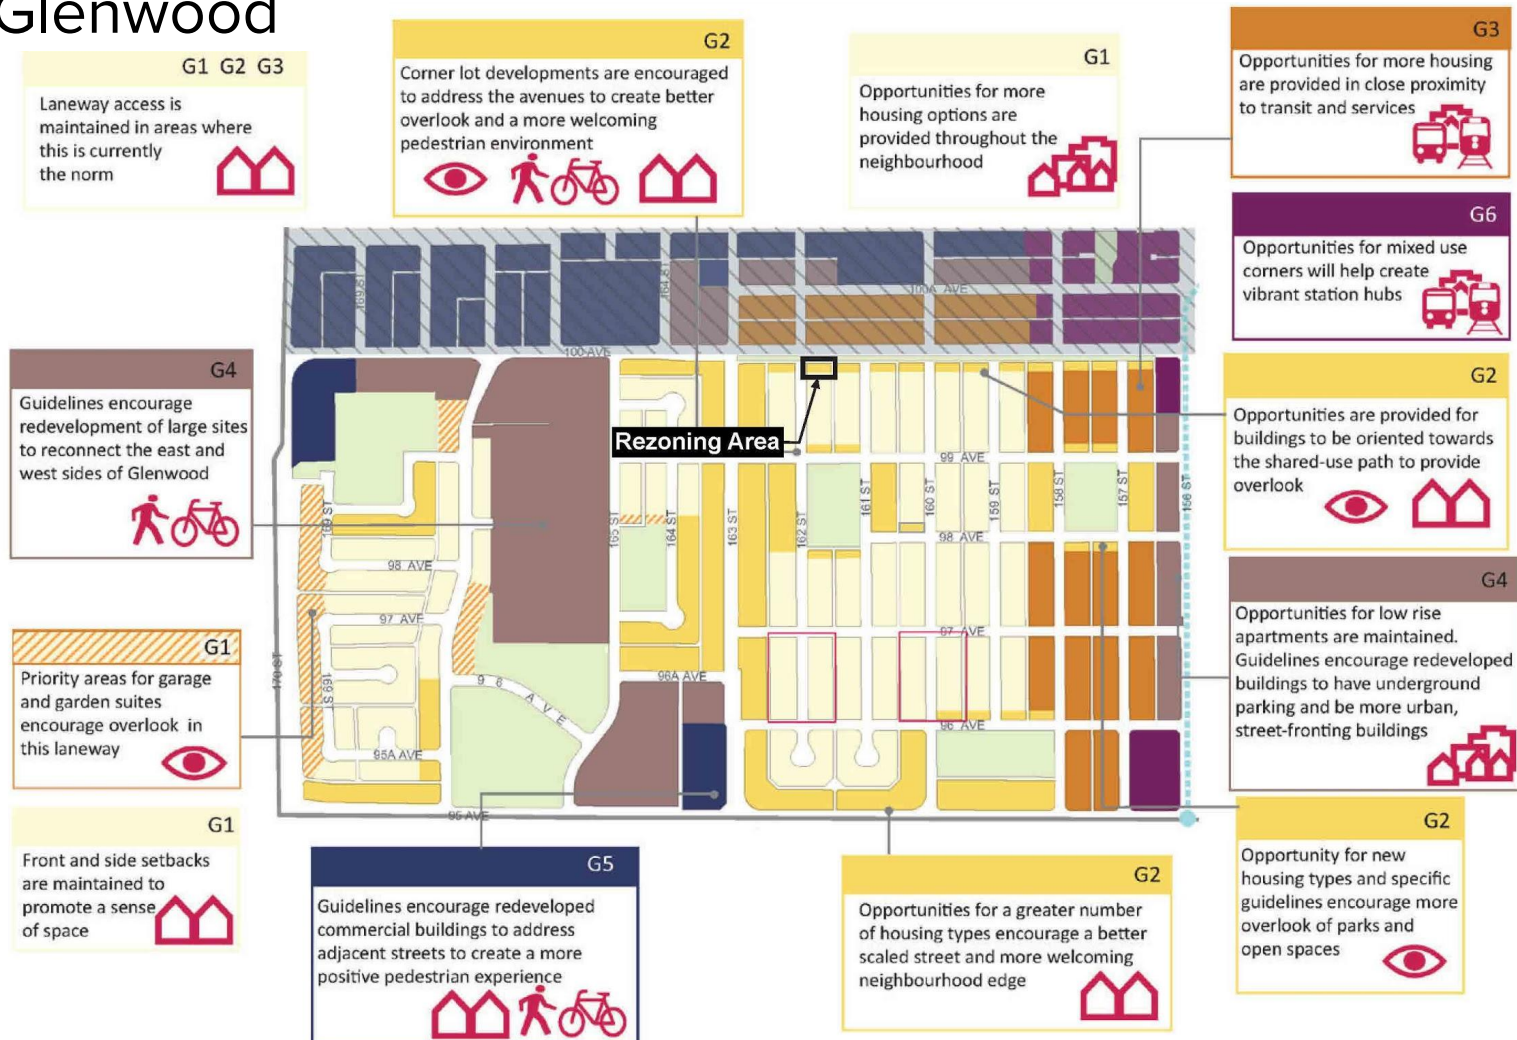 Glenwood
G1 G2 G3
Laneway access is
maintained in areas where
this is currently
the norm
G2
Corner lot developments are encouraged
to address the avenues to create better
overlook and a more welcoming
pedestrian environment
G1
Opportunities for more
housing options are
provided throughout the
neighbourhood
G3
Opportunities for more housing
are provided in close proximity
to transit and services
G6
Opportunities for mixed use
corners will help create
vibrant station hubs
G4
Guidelines encourage
redevelopment of large sites
to reconnect the east and
west sides of Glenwood
G2
Opportunities are provided for
buildings to be oriented towards
the shared-use path to provide
overlook
G1
Priority areas for garage
and garden suites
encourage overlook in
this laneway
G4
Opportunities for low rise
apartments are maintained.
Guidelines encourage redeveloped
buildings to have underground
parking and be more urban,
street-fronting buildings
G1
Front and side setbacks
are maintained to
promote a sense
of space
G5
Guidelines encourage redeveloped
commercial buildings to address
adjacent streets to create a more
positive pedestrian experience
G2
Opportunities for a greater number
of housing types encourage a better
scaled street and more welcoming
neighbourhood edge
G2
Opportunity for new
housing types and specific
guidelines encourage more
overlook of parks and
open spaces
Rezoning Area
169 ST
164 ST
100A AVE
100 AVE
99 AVE
169 ST
165 ST
164 ST
163 ST
162 ST
161 ST
160 ST
159 ST
158 ST
157 ST
156 ST
98 AVE
98 AVE
97 AVE
97 AVE
170 ST
169 ST
96 AVE
96A AVE
96 AVE
95A AVE
95 AVE